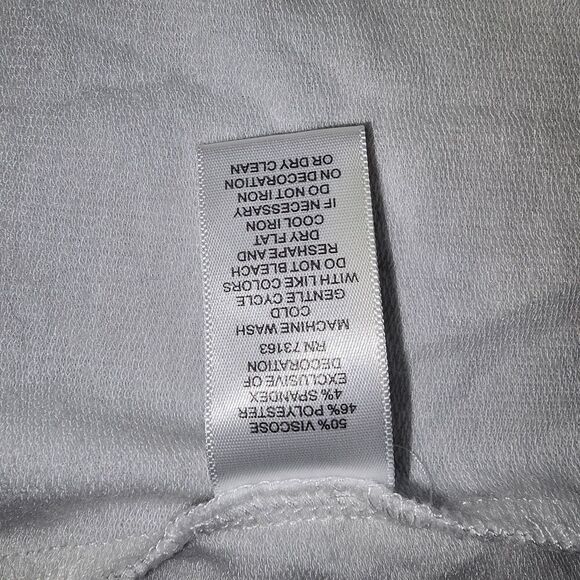 50% VISCOSE
46% POLYESTER
4% SPANDEX
EXCLUSIVE OF
DECORATION
RN 73163
MACHINE WASH
COLD
GENTLE CYCLE
WITH LIKE COLORS
DO NOT BLEACH
RESHAPE AND
DRY FLAT
COOL IRON
IF NECESSARY
DO NOT IRON
ON DECORATION
OR DRY CLEAN